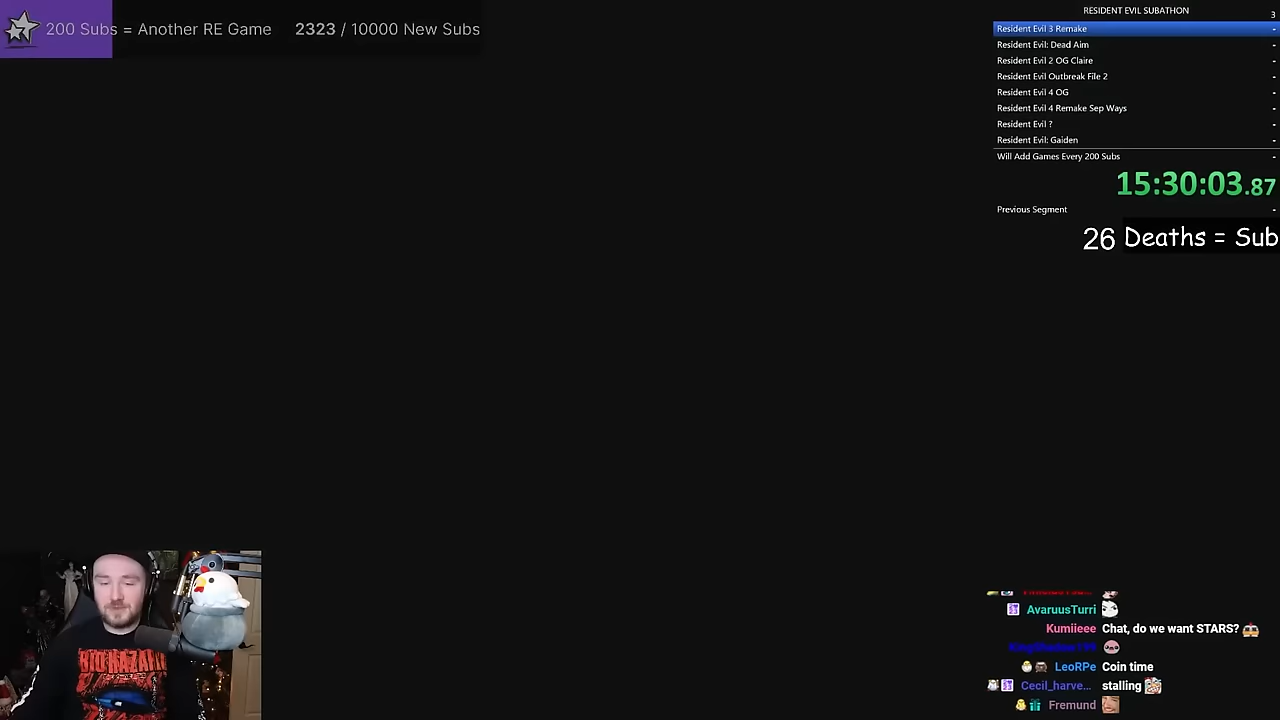 200 Subs = Another RE Game 2323 / 10000 New Subs
RESIDENT EVIL SUBATHON
3
Resident Evil 3 Remake -
Resident Evil: Dead Aim -
Resident Evil 2 OG Claire -
Resident Evil Outbreak File 2 -
Resident Evil 4 OG -
Resident Evil 4 Remake Sep Ways -
Resident Evil ? -
Resident Evil: Gaiden -
Will Add Games Every 200 Subs -
15:30:03.87
Previous Segment -
26 Deaths = Sub
AvaruusTurri
Kumiieee Chat, do we want STARS?
LeoRPe Coin time
Cecil_harve... stalling
Fremund
BIOHAZARD